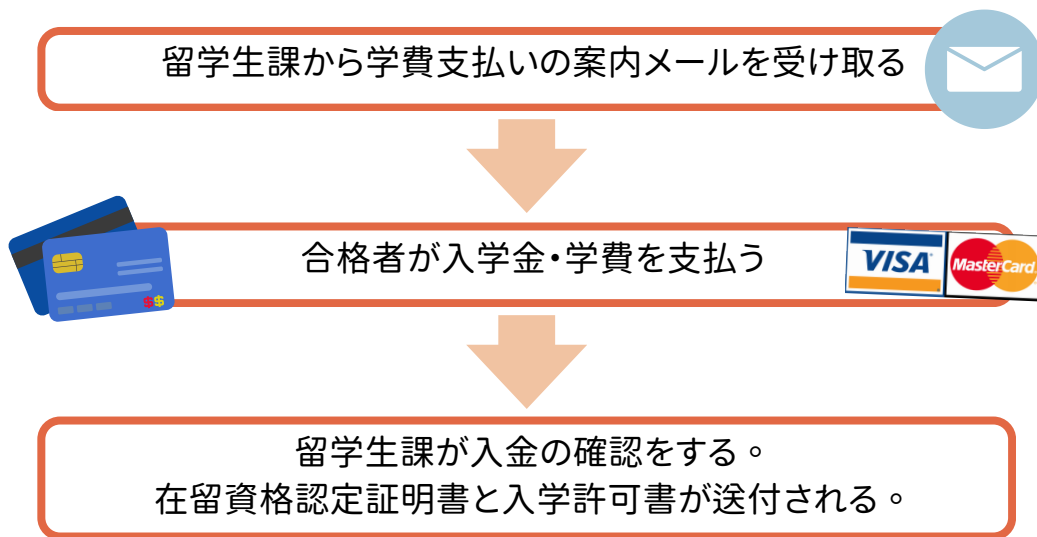 留学生課から学費支払いの案内メールを受け取る
合格者が入学金・学費を支払う
VISA
MasterCard
$$
留学生課が入金の確認をする。
在留資格認定証明書と入学許可書が送付される。